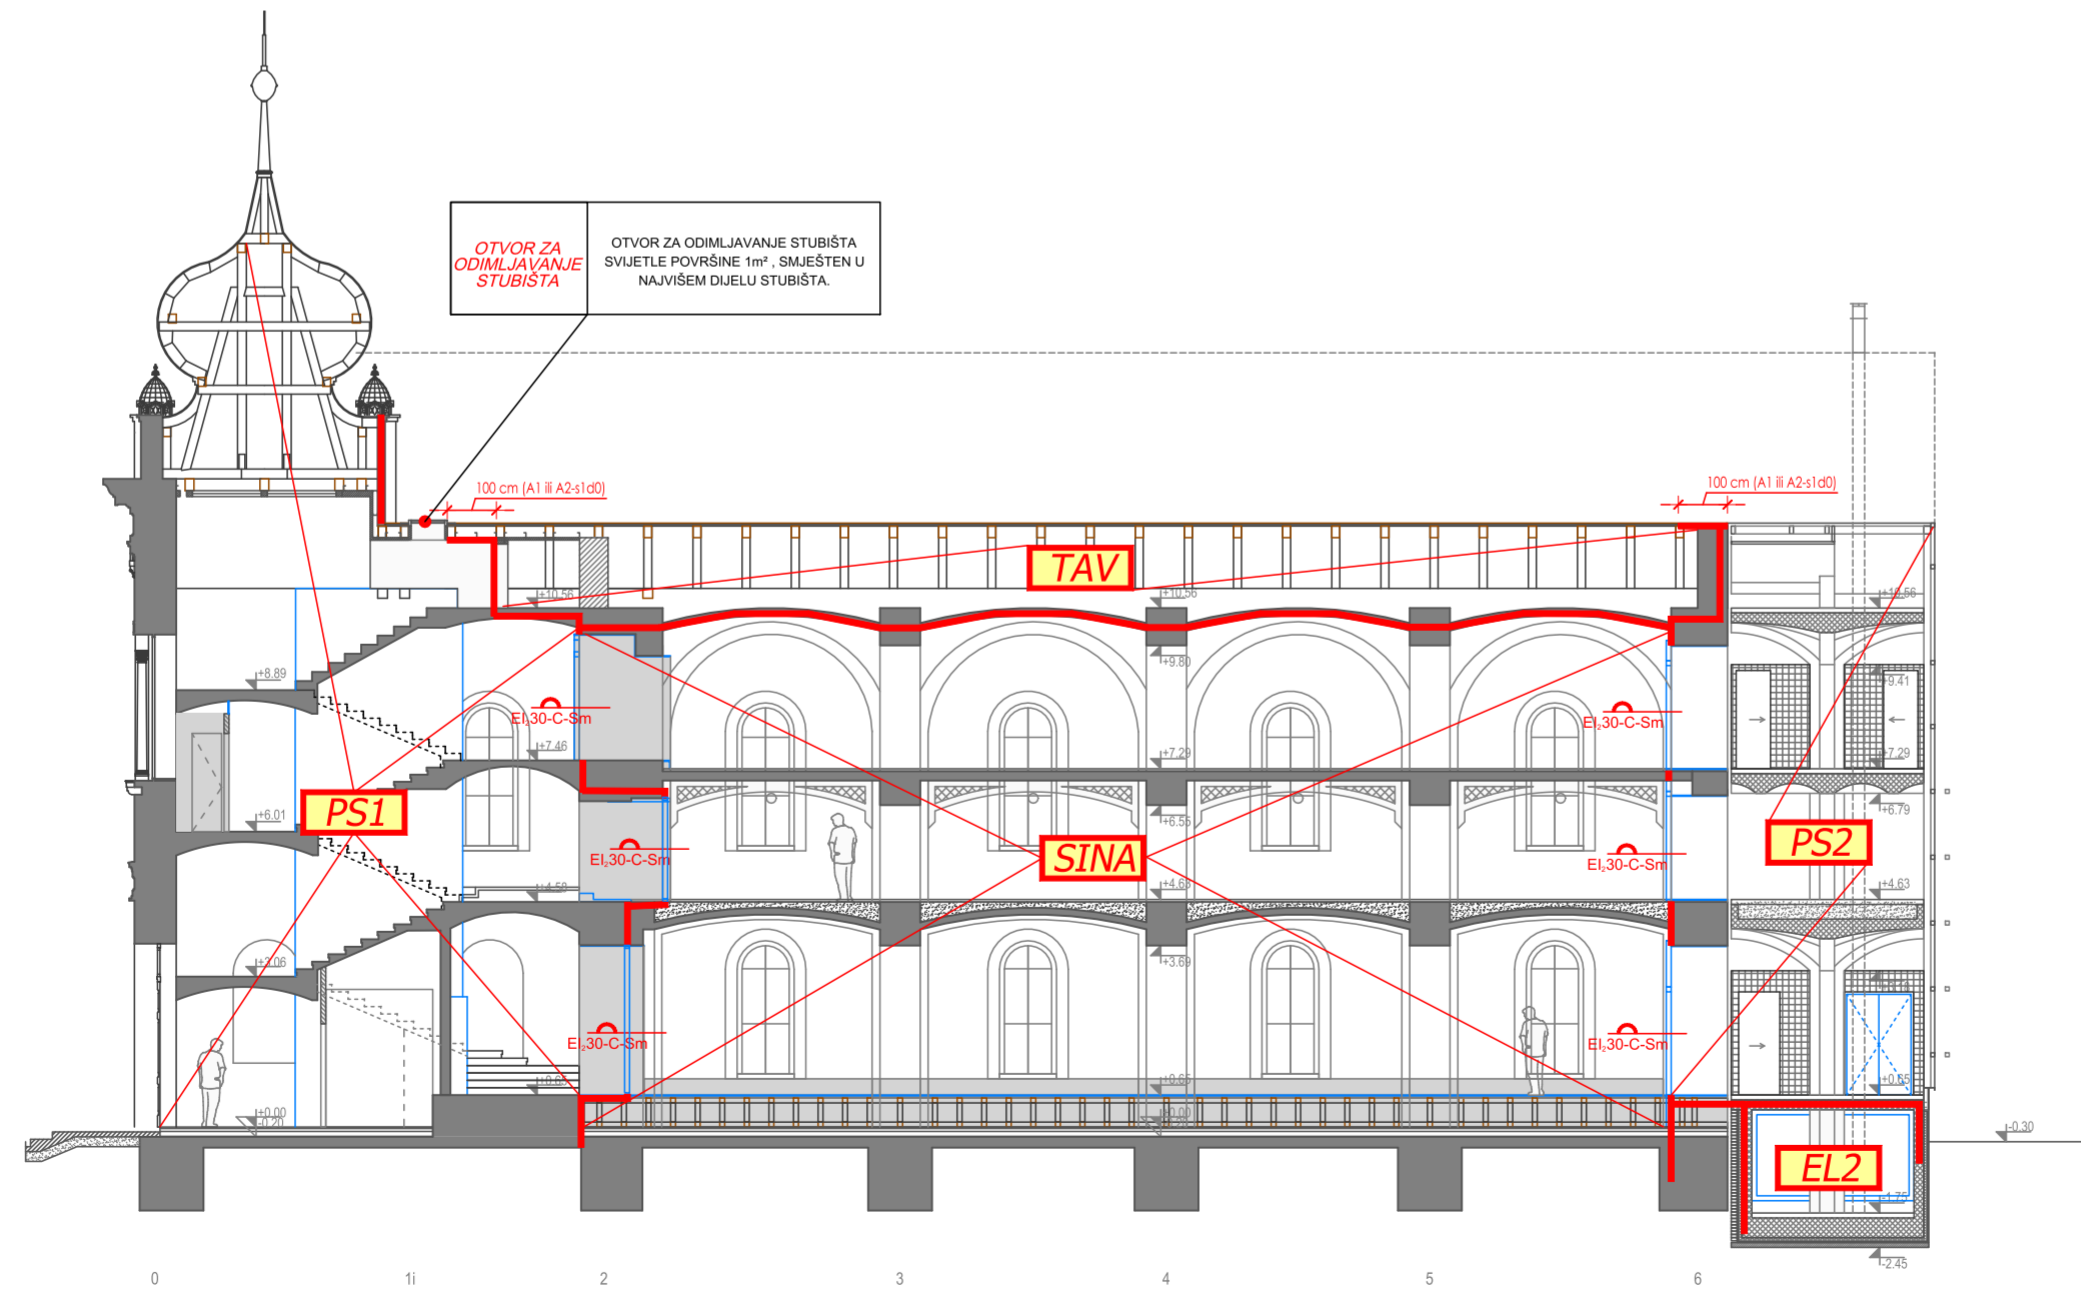 OTVOR ZA
ODIMLJAVANJE
STUBIŠTA
OTVOR ZA ODIMLJAVANJE STUBIŠTA
SVIJETLE POVRŠINE 1m² , SMJEŠTEN U
NAJVIŠEM DIJELU STUBIŠTA.
100 cm (A1 ili A2-s1d0)
100 cm (A1 ili A2-s1d0)
TAV
+10.56
+10.56
+10.56
+9.80
+8.89
+9.41
EI₂30-C-Sm
EI₂30-C-Sm
+7.46
+7.29
+7.29
PS1
+6.01
+6.55
+6.79
PS2
SINA
EI₂30-C-Sm
EI₂30-C-Sm
+4.63
+4.63
+3.06
+3.69
EI₂30-C-Sm
EI₂30-C-Sm
+0.65
+0.65
+0.00
-0.20
+0.00
-0.30
EL2
-1.75
-2.45
0
1i
2
3
4
5
6